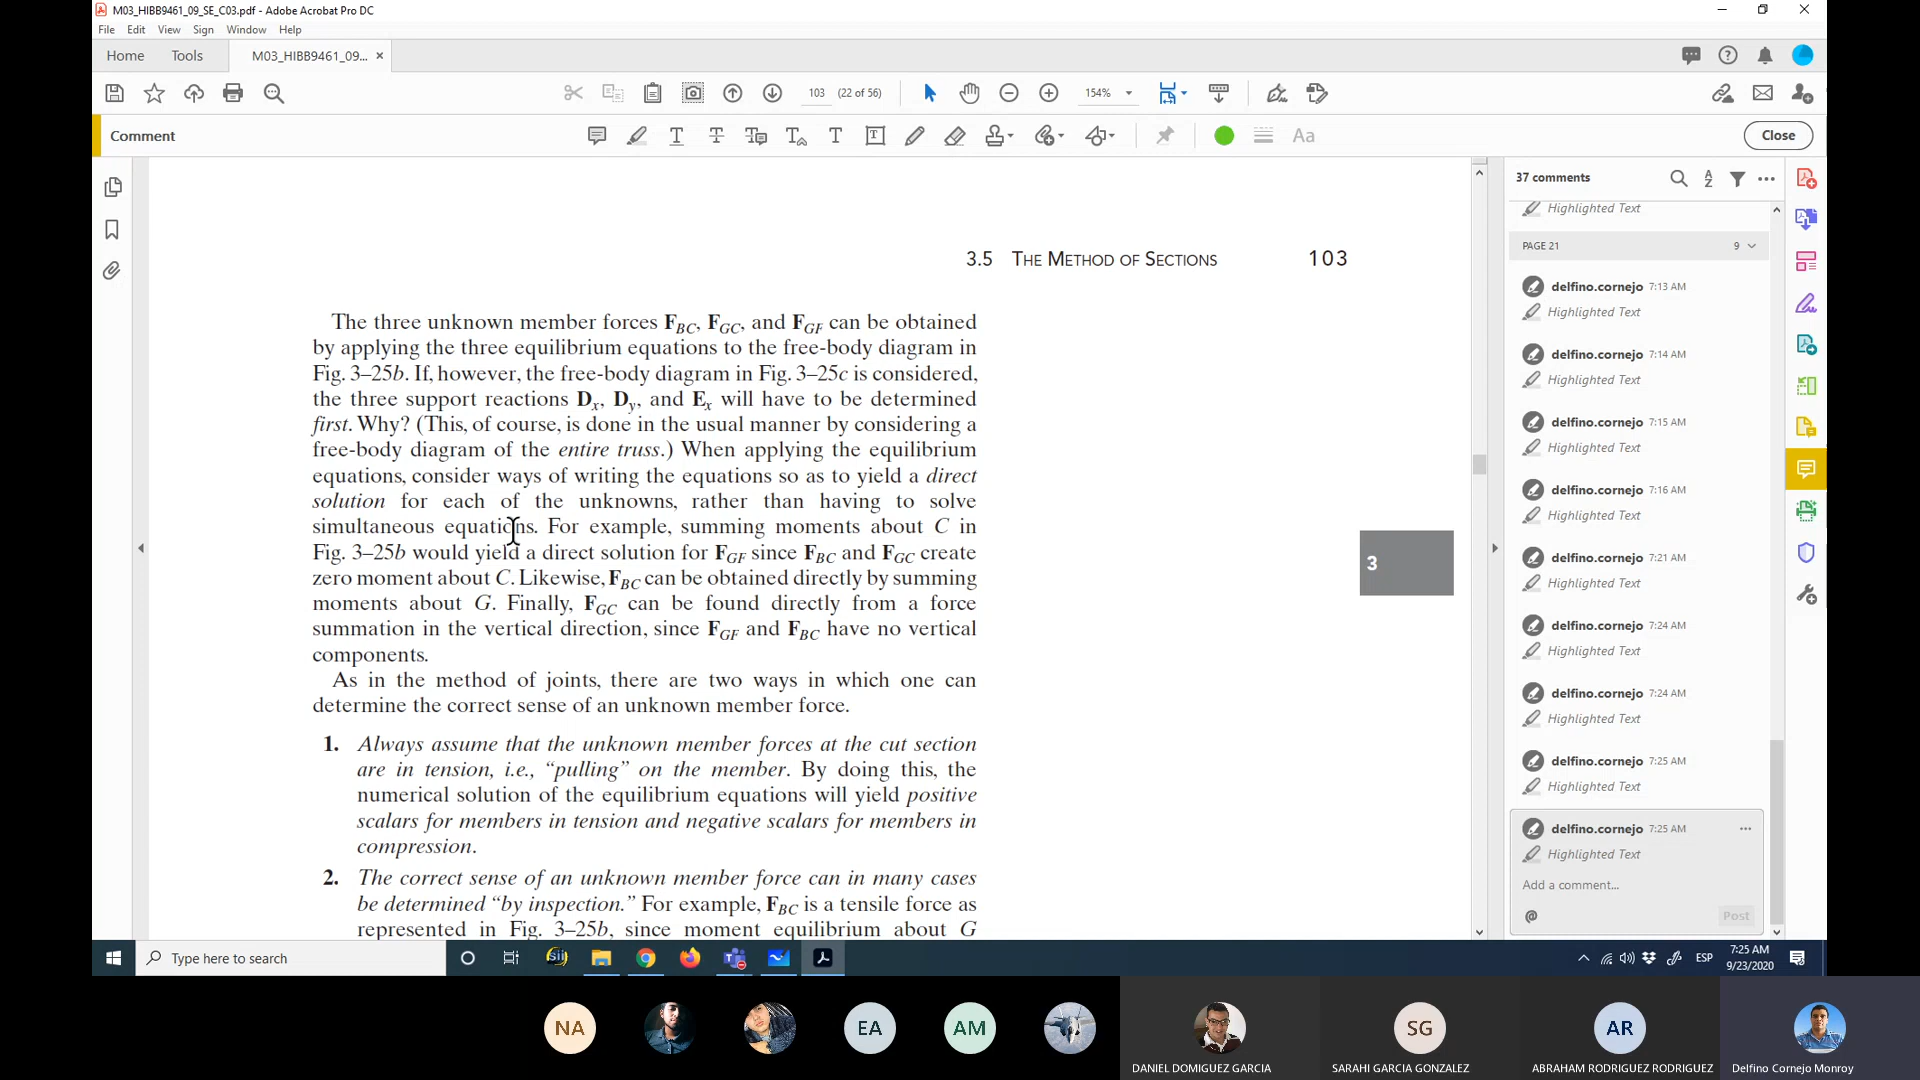 M03_HIBB9461_09_SE_C03.pdf - Adobe Acrobat Pro DC
File Edit View Sign Window Help
Home Tools M03_HIBB9461_09... ×
103 (22 of 56) 154%
Comment Close
37 comments
3.5 The Method of Sections 103
The three unknown member forces F_BC, F_GC, and F_GF can be obtained
by applying the three equilibrium equations to the free-body diagram in
Fig. 3–25b. If, however, the free-body diagram in Fig. 3–25c is considered,
the three support reactions D_x, D_y, and E_x will have to be determined
first. Why? (This, of course, is done in the usual manner by considering a
free-body diagram of the entire truss.) When applying the equilibrium
equations, consider ways of writing the equations so as to yield a direct
solution for each of the unknowns, rather than having to solve
simultaneous equations. For example, summing moments about C in
Fig. 3–25b would yield a direct solution for F_GF since F_BC and F_GC create
zero moment about C. Likewise, F_BC can be obtained directly by summing
moments about G. Finally, F_GC can be found directly from a force
summation in the vertical direction, since F_GF and F_BC have no vertical
components.
As in the method of joints, there are two ways in which one can
determine the correct sense of an unknown member force.
1. Always assume that the unknown member forces at the cut section
are in tension, i.e., “pulling” on the member. By doing this, the
numerical solution of the equilibrium equations will yield positive
scalars for members in tension and negative scalars for members in
compression.
2. The correct sense of an unknown member force can in many cases
be determined “by inspection.” For example, F_BC is a tensile force as
represented in Fig. 3–25b, since moment equilibrium about G
3
Highlighted Text
PAGE 21 9
delfino.cornejo 7:13 AM
Highlighted Text
delfino.cornejo 7:14 AM
Highlighted Text
delfino.cornejo 7:15 AM
Highlighted Text
delfino.cornejo 7:16 AM
Highlighted Text
delfino.cornejo 7:21 AM
Highlighted Text
delfino.cornejo 7:24 AM
Highlighted Text
delfino.cornejo 7:24 AM
Highlighted Text
delfino.cornejo 7:25 AM
Highlighted Text
delfino.cornejo 7:25 AM ...
Highlighted Text
Add a comment...
@ Post
Type here to search
sii
ESP
7:25 AM
9/23/2020
NA EA AM SG AR
DANIEL DOMIGUEZ GARCIA SARAHI GARCIA GONZALEZ ABRAHAM RODRIGUEZ RODRIGUEZ Delfino Cornejo Monroy